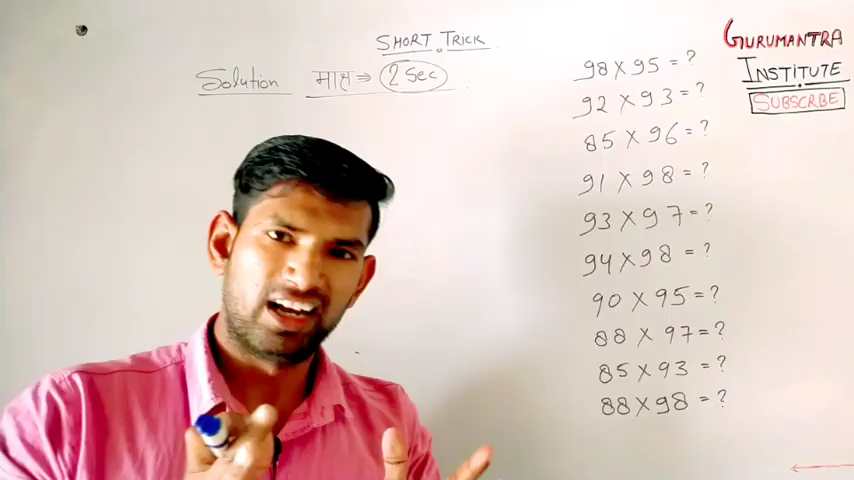 SHORT TRICK
Solution मात्र ⇒ 2 Sec
GURUMANTRA
INSTITUTE
SUBSCRBE
98 × 95 = ?
92 × 93 = ?
85 × 96 = ?
91 × 98 = ?
93 × 97 = ?
94 × 98 = ?
90 × 95 = ?
88 × 97 = ?
85 × 93 = ?
88 × 98 = ?